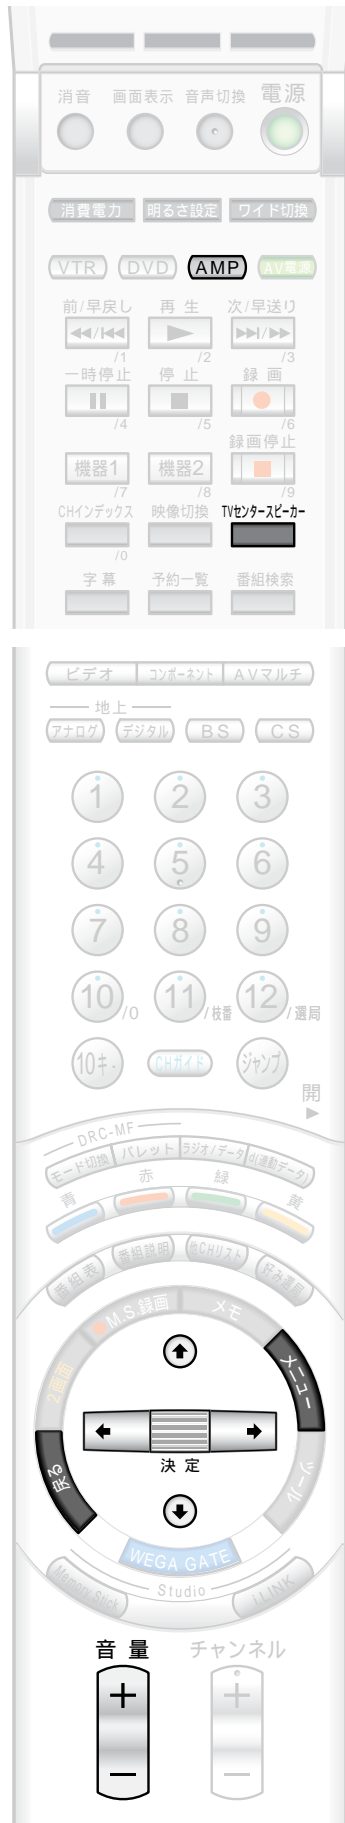 消音 画面表示 音声切換 電源
消費電力 明るさ設定 ワイド切換
VTR DVD AMP AV電源
前/早戻し 再生 次/早送り
/1 /2 /3
一時停止 停止 録画
/4 /5 /6
録画停止
機器1 機器2
/7 /8 /9
CHインデックス 映像切換 TVセンタースピーカー
/0
字幕 予約一覧 番組検索
ビデオ コンポーネント AVマルチ
地上
アナログ デジタル BS CS
1 2 3
4 5 6
7 8 9
10 /0 11 /枝番 12 /選局
10キー CHガイド ジャンプ
開
DRC-MF
モード切換 パレット ラジオ/データ d(連動データ)
青 赤 緑 黄
番組表 番組説明 他CHリスト 好み選局
2画面 M.S.録画 メモ メニュー
決定
戻る ツール
WEGA GATE
Memory Stick Studio i.LINK
音量 チャンネル
+ +
− −